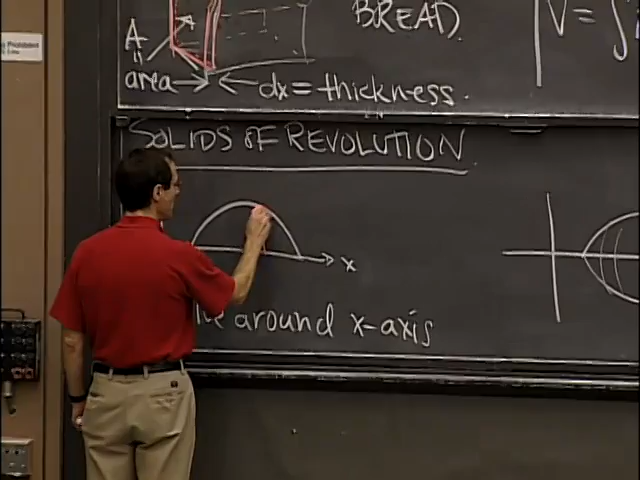 BREAD. V = ∫
A
area → ← dx = thickness.
SOLIDS OF REVOLUTION
x
around x-axis